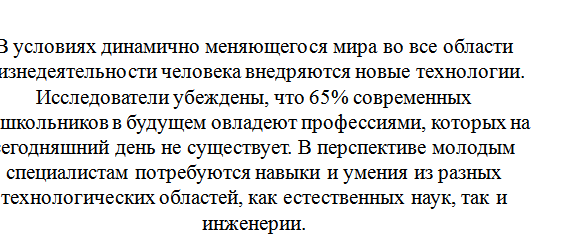 В условиях динамично меняющегося мира во все области
изнедеятельности человека внедряются новые технологии.
Исследователи убеждены, что 65% современных
школьников в будущем овладеют профессиями, которых на
сегодняшний день не существует. В перспективе молодым
специалистам потребуются навыки и умения из разных
технологических областей, как естественных наук, так и
инженерии.